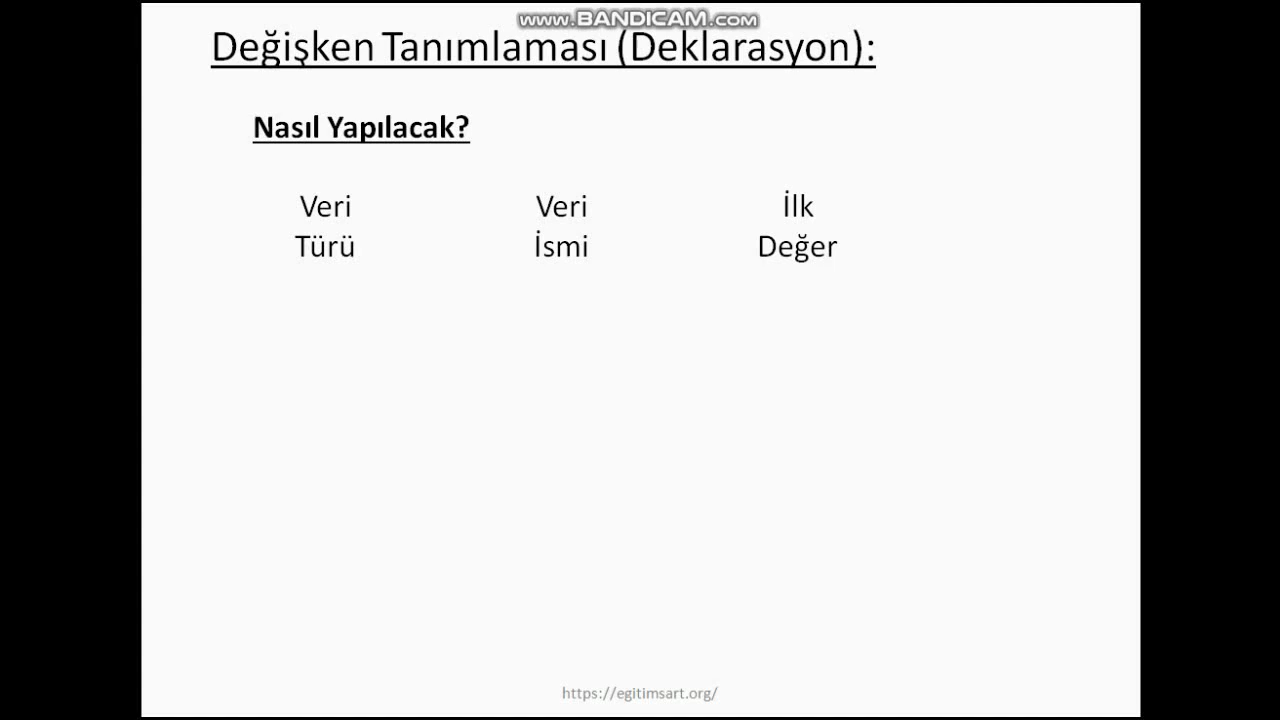 www.BANDICAM.com
Değişken Tanımlaması (Deklarasyon):
Nasıl Yapılacak?
Veri Veri İlk
Türü İsmi Değer
https://egitimsart.org/